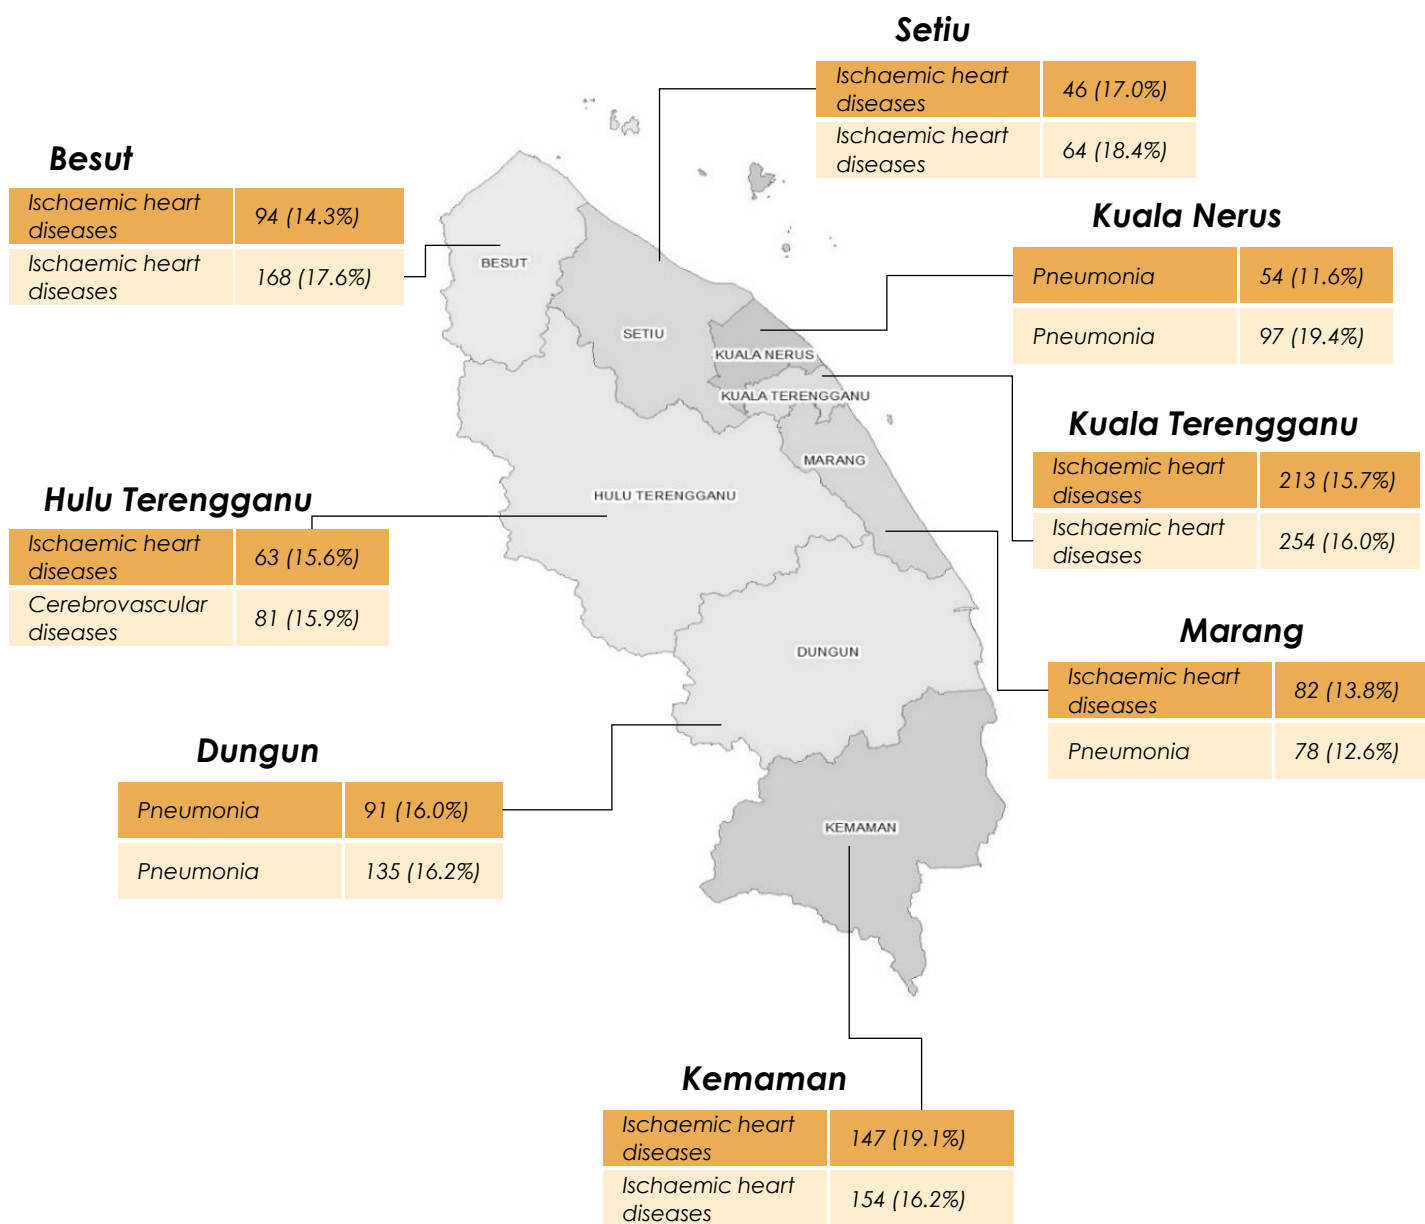 Setiu
Ischaemic heart
diseases
46 (17.0%)
Ischaemic heart
diseases
64 (18.4%)
Besut
Ischaemic heart
diseases
94 (14.3%)
Ischaemic heart
diseases
168 (17.6%)
Kuala Nerus
Pneumonia
54 (11.6%)
Pneumonia
97 (19.4%)
BESUT
SETIU
KUALA NERUS
KUALA TERENGGANU
MARANG
HULU TERENGGANU
DUNGUN
KEMAMAN
Kuala Terengganu
Ischaemic heart
diseases
213 (15.7%)
Ischaemic heart
diseases
254 (16.0%)
Hulu Terengganu
Ischaemic heart
diseases
63 (15.6%)
Cerebrovascular
diseases
81 (15.9%)
Marang
Ischaemic heart
diseases
82 (13.8%)
Pneumonia
78 (12.6%)
Dungun
Pneumonia
91 (16.0%)
Pneumonia
135 (16.2%)
Kemaman
Ischaemic heart
diseases
147 (19.1%)
Ischaemic heart
diseases
154 (16.2%)